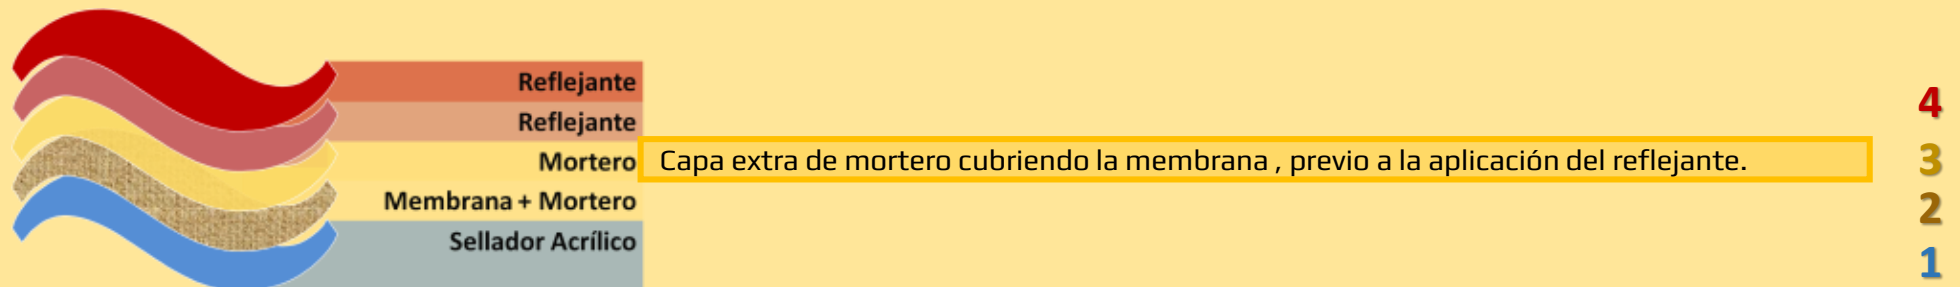 Reflejante
4
Reflejante
Mortero Capa extra de mortero cubriendo la membrana , previo a la aplicación del reflejante. 3
Membrana + Mortero 2
Sellador Acrílico
1